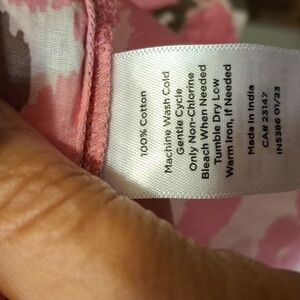 100% Cotton
Machine Wash Cold
Gentle Cycle
Only Non-Chlorine
Bleach When Needed
Tumble Dry Low
Warm Iron, If Needed
Made in India
CA# 23147
IN5386 01/23